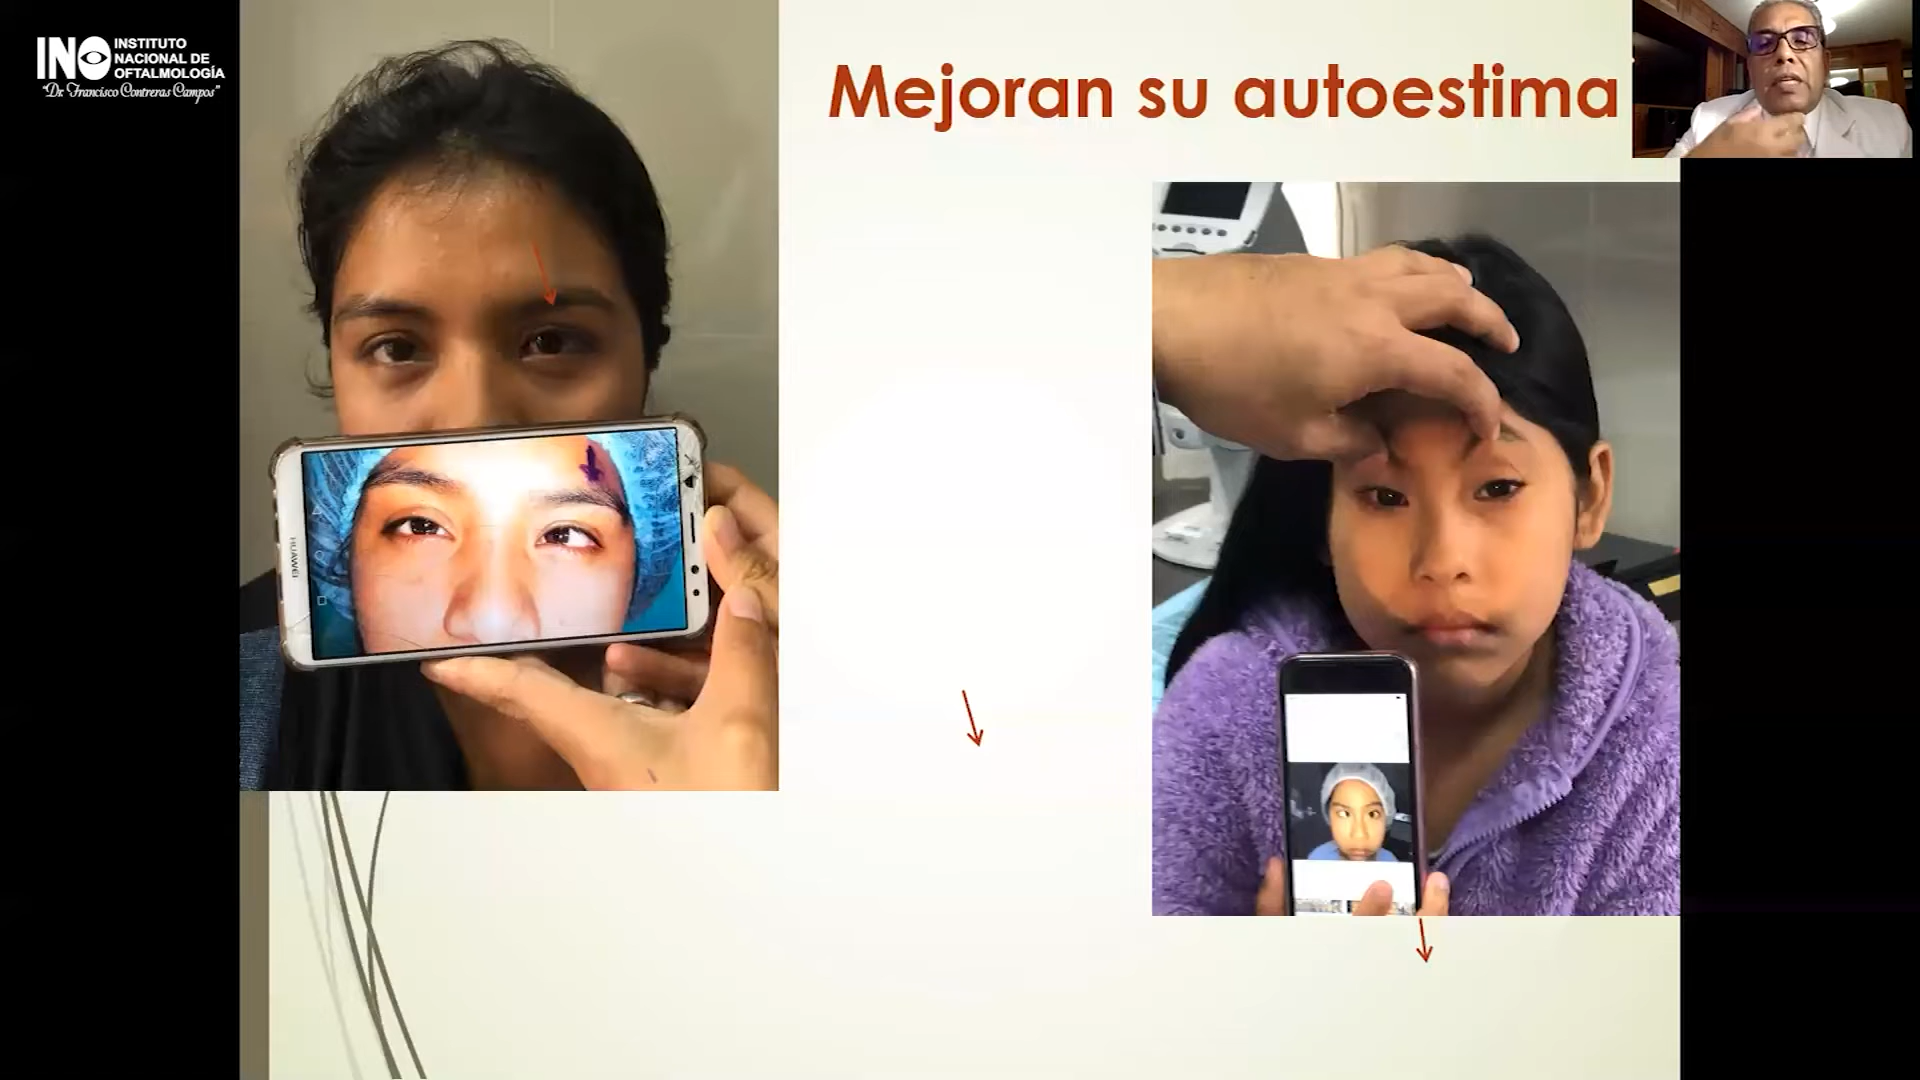 INO INSTITUTO
NACIONAL DE
OFTALMOLOGÍA
"Dr. Francisco Contreras Campos"
Mejoran su autoestima
HUAWEI